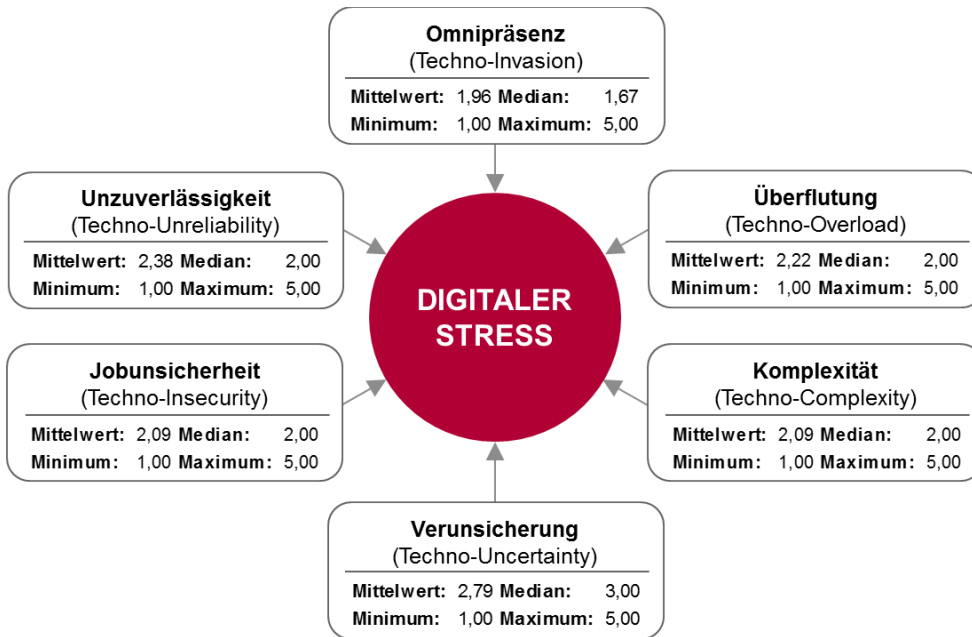 Omnipräsenz
(Techno-Invasion)
Mittelwert: 1,96 Median: 1,67
Minimum: 1,00 Maximum: 5,00
Unzuverlässigkeit
(Techno-Unreliability)
Mittelwert: 2,38 Median: 2,00
Minimum: 1,00 Maximum: 5,00
Überflutung
(Techno-Overload)
Mittelwert: 2,22 Median: 2,00
Minimum: 1,00 Maximum: 5,00
DIGITALER
STRESS
Jobunsicherheit
(Techno-Insecurity)
Mittelwert: 2,09 Median: 2,00
Minimum: 1,00 Maximum: 5,00
Komplexität
(Techno-Complexity)
Mittelwert: 2,09 Median: 2,00
Minimum: 1,00 Maximum: 5,00
Verunsicherung
(Techno-Uncertainty)
Mittelwert: 2,79 Median: 3,00
Minimum: 1,00 Maximum: 5,00